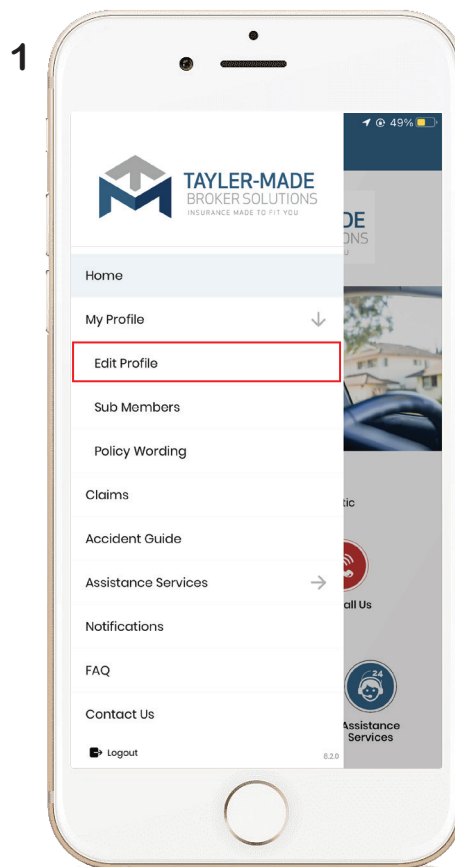 1
49%
TAYLER-MADE
BROKER SOLUTIONS
INSURANCE MADE TO FIT YOU
DE
ONS
U
Home
My Profile
Edit Profile
Sub Members
Policy Wording
Claims
tic
Accident Guide
Assistance Services
all Us
Notifications
FAQ
24
Contact Us
Assistance
Services
Logout
8.2.0